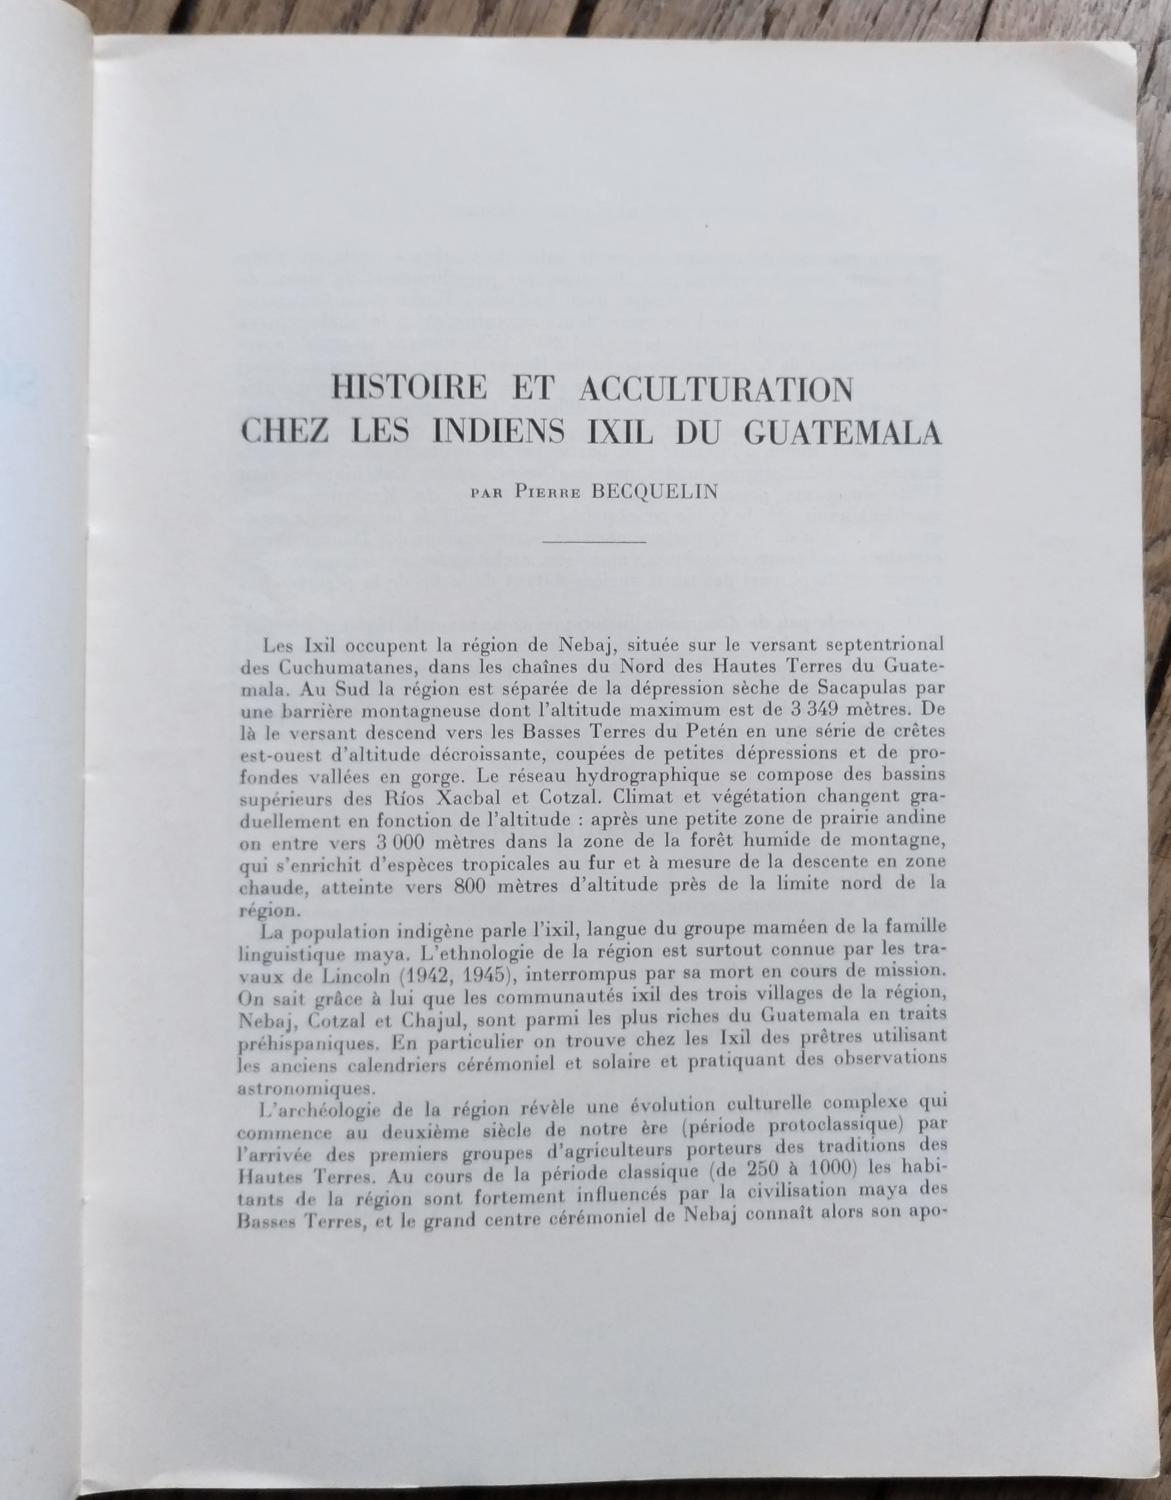 HISTOIRE ET ACCULTURATION
CHEZ LES INDIENS IXIL DU GUATEMALA
PAR PIERRE BECQUELIN
Les Ixil occupent la région de Nebaj, située sur le versant septentrional
des Cuchumatanes, dans les chaînes du Nord des Hautes Terres du Guate-
mala. Au Sud la région est séparée de la dépression sèche de Sacapulas par
une barrière montagneuse dont l'altitude maximum est de 3 349 mètres. De
là le versant descend vers les Basses Terres du Petén en une série de crêtes
est-ouest d'altitude décroissante, coupées de petites dépressions et de pro-
fondes vallées en gorge. Le réseau hydrographique se compose des bassins
supérieurs des Ríos Xacbal et Cotzal. Climat et végétation changent gra-
duellement en fonction de l'altitude : après une petite zone de prairie andine
on entre vers 3 000 mètres dans la zone de la forêt humide de montagne,
qui s'enrichit d'espèces tropicales au fur et à mesure de la descente en zone
chaude, atteinte vers 800 mètres d'altitude près de la limite nord de la
région.
La population indigène parle l'ixil, langue du groupe maméen de la famille
linguistique maya. L'ethnologie de la région est surtout connue par les tra-
vaux de Lincoln (1942, 1945), interrompus par sa mort en cours de mission.
On sait grâce à lui que les communautés ixil des trois villages de la région,
Nebaj, Cotzal et Chajul, sont parmi les plus riches du Guatemala en traits
préhispaniques. En particulier on trouve chez les Ixil des prêtres utilisant
les anciens calendriers cérémoniel et solaire et pratiquant des observations
astronomiques.
L'archéologie de la région révèle une évolution culturelle complexe qui
commence au deuxième siècle de notre ère (période protoclassique) par
l'arrivée des premiers groupes d'agriculteurs porteurs des traditions des
Hautes Terres. Au cours de la période classique (de 250 à 1000) les habi-
tants de la région sont fortement influencés par la civilisation maya des
Basses Terres, et le grand centre cérémoniel de Nebaj connaît alors son apo-